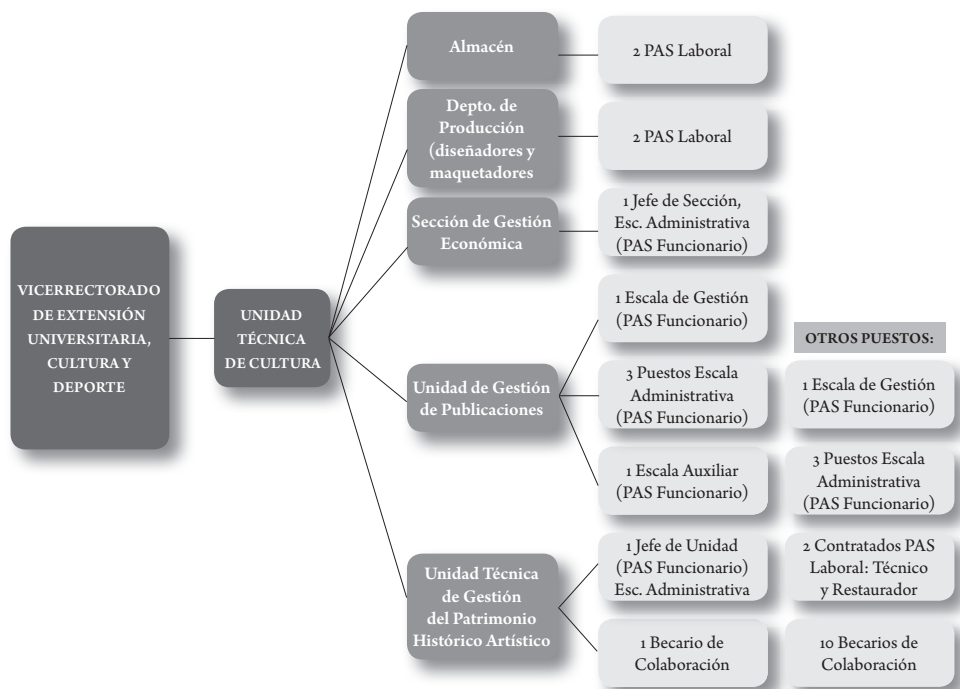 VICERRECTORADO
DE EXTENSIÓN
UNIVERSITARIA,
CULTURA Y
DEPORTE
UNIDAD
TÉCNICA
DE CULTURA
Almacén
2 PAS Laboral
Depto. de
Producción
(diseñadores y
maquetadores
2 PAS Laboral
Sección de Gestión
Económica
1 Jefe de Sección,
Esc. Administrativa
(PAS Funcionario)
Unidad de Gestión
de Publicaciones
1 Escala de Gestión
(PAS Funcionario)
3 Puestos Escala
Administrativa
(PAS Funcionario)
1 Escala Auxiliar
(PAS Funcionario)
Unidad Técnica
de Gestión
del Patrimonio
Histórico Artístico
1 Jefe de Unidad
(PAS Funcionario)
Esc. Administrativa
1 Becario de
Colaboración
OTROS PUESTOS:
1 Escala de Gestión
(PAS Funcionario)
3 Puestos Escala
Administrativa
(PAS Funcionario)
2 Contratados PAS
Laboral: Técnico
y Restaurador
10 Becarios de
Colaboración